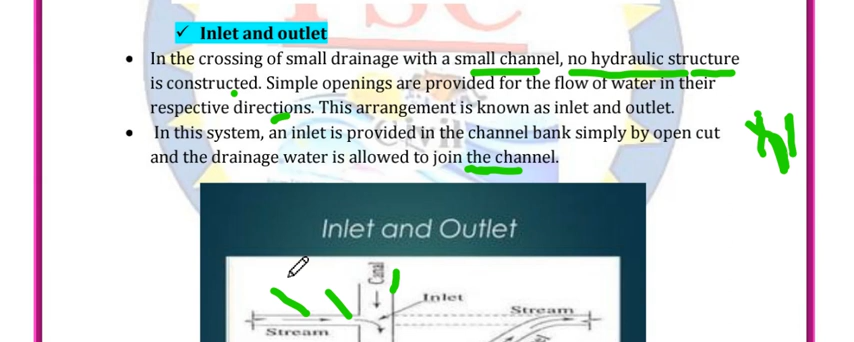 ✓ Inlet and outlet
• In the crossing of small drainage with a small channel, no hydraulic structure
is constructed. Simple openings are provided for the flow of water in their
respective directions. This arrangement is known as inlet and outlet.
• In this system, an inlet is provided in the channel bank simply by open cut
and the drainage water is allowed to join the channel.
Inlet and Outlet
Canal
Inlet
Stream
Stream